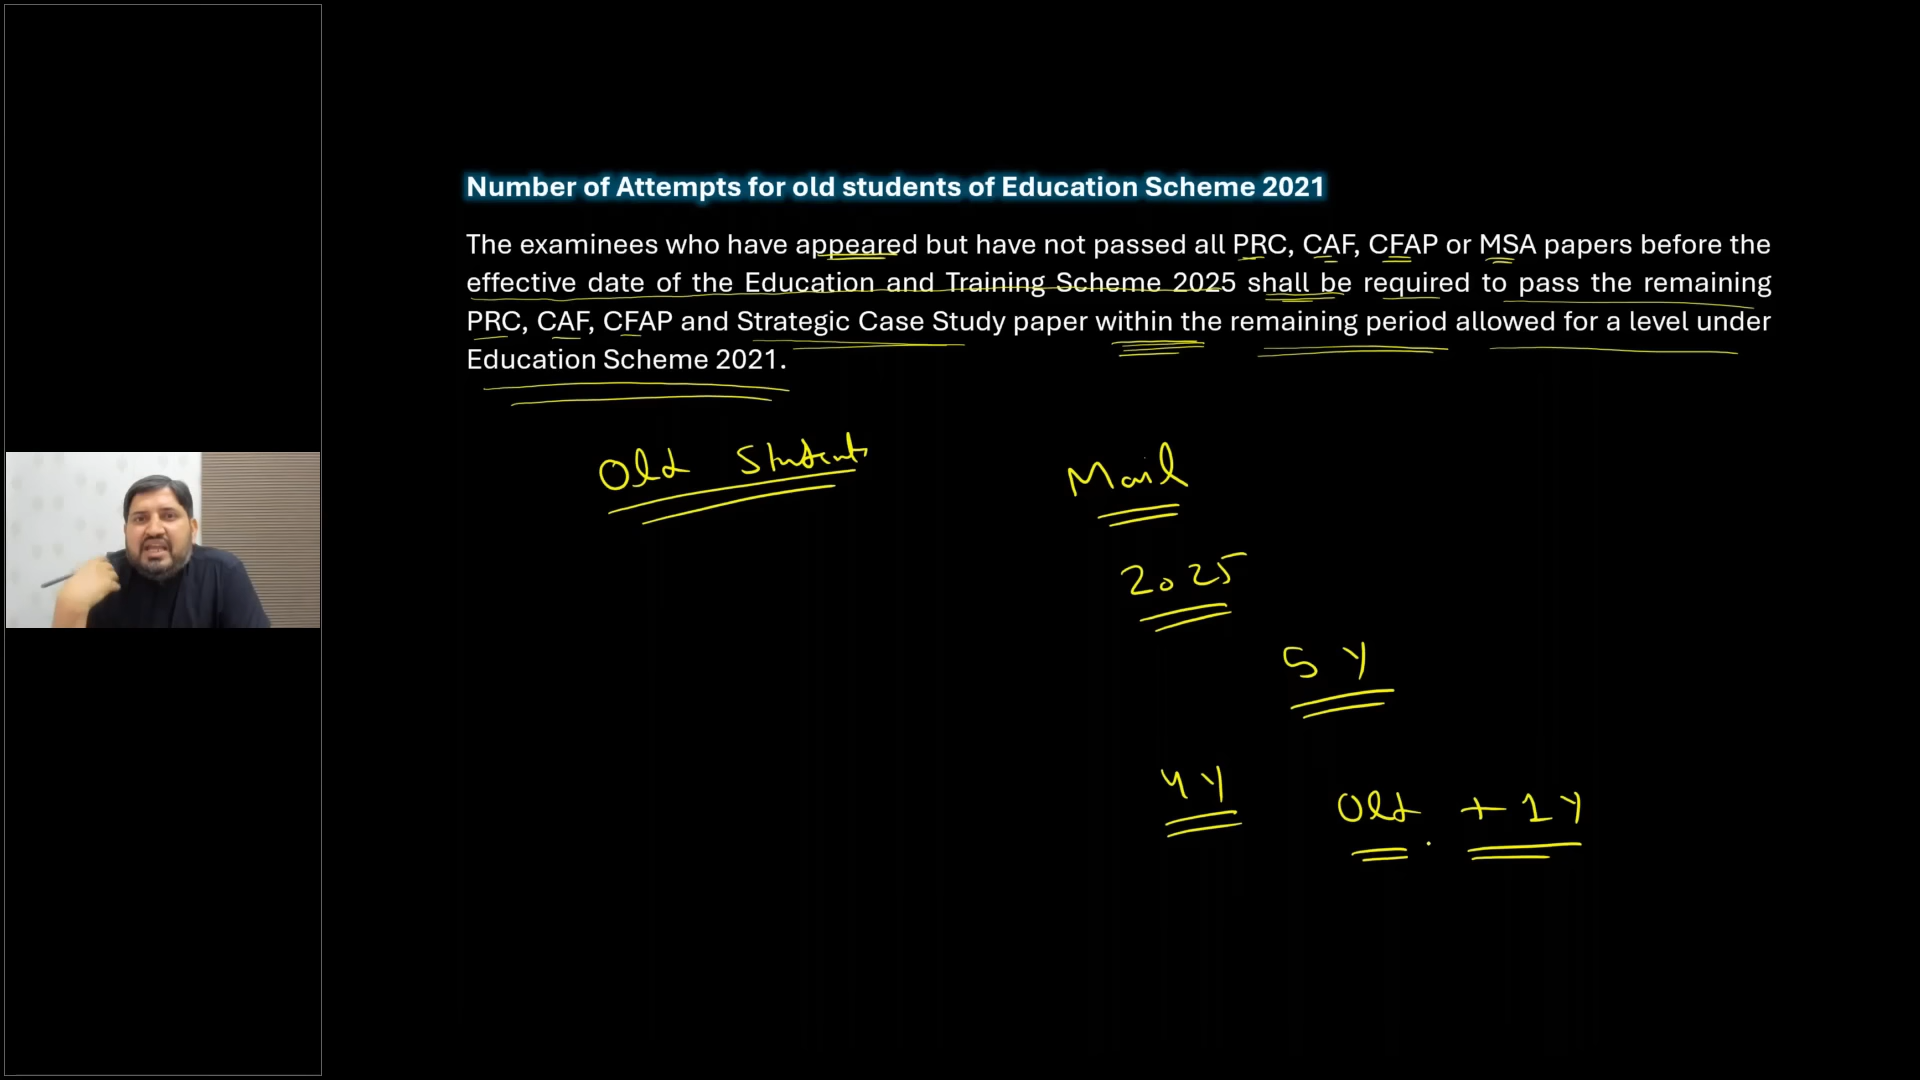 Number of Attempts for old students of Education Scheme 2021
The examinees who have appeared but have not passed all PRC, CAF, CFAP or MSA papers before the
effective date of the Education and Training Scheme 2025 shall be required to pass the remaining
PRC, CAF, CFAP and Strategic Case Study paper within the remaining period allowed for a level under
Education Scheme 2021.
Old Students Mail
2025
5 Y
4 Y Old + 1 Y